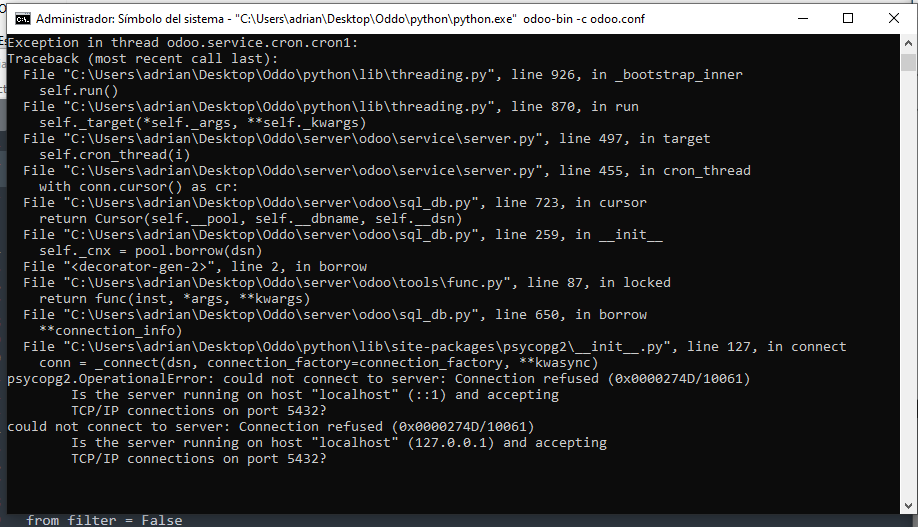 Administrador: Símbolo del sistema - "C:\Users\adrian\Desktop\Oddo\python\python.exe"  odoo-bin -c odoo.conf
Exception in thread odoo.service.cron.cron1:
Traceback (most recent call last):
  File "C:\Users\adrian\Desktop\Oddo\python\lib\threading.py", line 926, in _bootstrap_inner
    self.run()
  File "C:\Users\adrian\Desktop\Oddo\python\lib\threading.py", line 870, in run
    self._target(*self._args, **self._kwargs)
  File "C:\Users\adrian\Desktop\Oddo\server\odoo\service\server.py", line 497, in target
    self.cron_thread(i)
  File "C:\Users\adrian\Desktop\Oddo\server\odoo\service\server.py", line 455, in cron_thread
    with conn.cursor() as cr:
  File "C:\Users\adrian\Desktop\Oddo\server\odoo\sql_db.py", line 723, in cursor
    return Cursor(self.__pool, self.__dbname, self.__dsn)
  File "C:\Users\adrian\Desktop\Oddo\server\odoo\sql_db.py", line 259, in __init__
    self._cnx = pool.borrow(dsn)
  File "<decorator-gen-2>", line 2, in borrow
  File "C:\Users\adrian\Desktop\Oddo\server\odoo\tools\func.py", line 87, in locked
    return func(inst, *args, **kwargs)
  File "C:\Users\adrian\Desktop\Oddo\server\odoo\sql_db.py", line 650, in borrow
    **connection_info)
  File "C:\Users\adrian\Desktop\Oddo\python\lib\site-packages\psycopg2\__init__.py", line 127, in connect
    conn = _connect(dsn, connection_factory=connection_factory, **kwasync)
psycopg2.OperationalError: could not connect to server: Connection refused (0x0000274D/10061)
        Is the server running on host "localhost" (::1) and accepting
        TCP/IP connections on port 5432?
could not connect to server: Connection refused (0x0000274D/10061)
        Is the server running on host "localhost" (127.0.0.1) and accepting
        TCP/IP connections on port 5432?
from filter = False